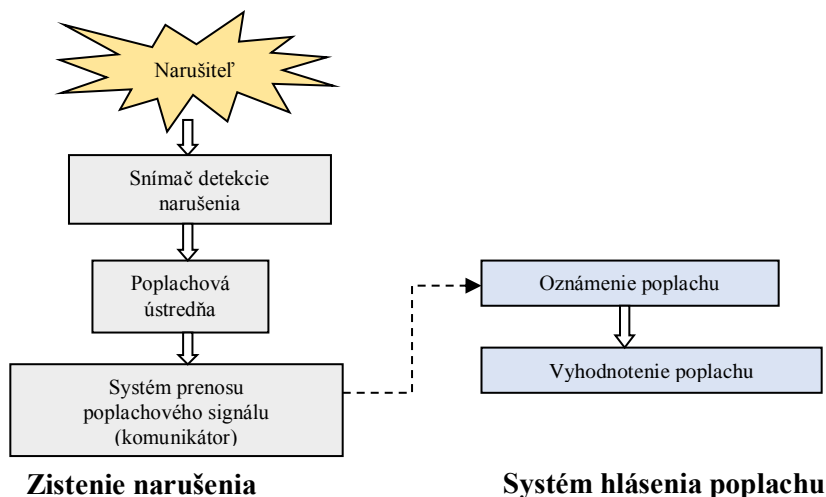 Narušiteľ
Snímač detekcie
narušenia
Poplachová
ústredňa
Systém prenosu
poplachového signálu
(komunikátor)
Zistenie narušenia
Oznámenie poplachu
Vyhodnotenie poplachu
Systém hlásenia poplachu